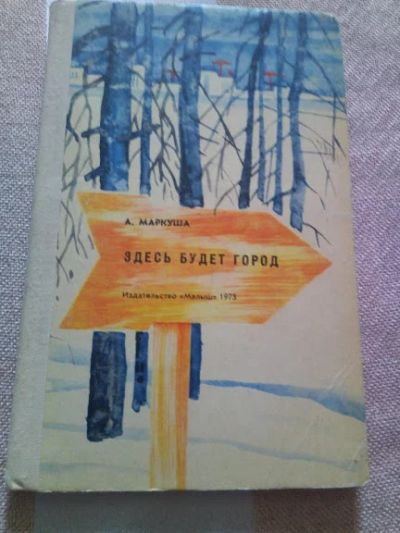 А. МАРКУША
ЗДЕСЬ БУДЕТ ГОРОД
Издательство «Малыш» 1973